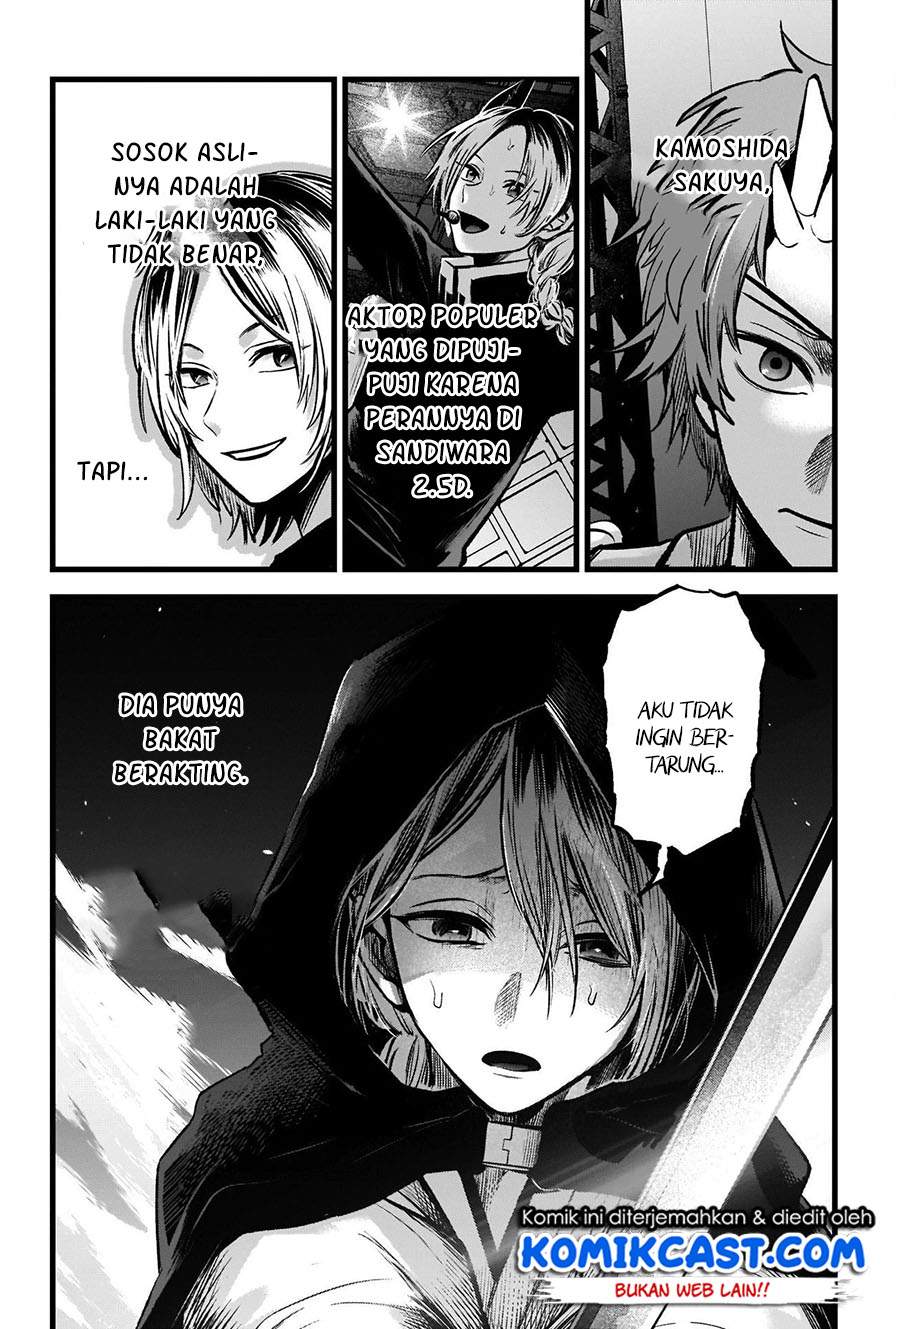 KAMOSHIDA
SAKUYA,
AKTOR POPULER
YANG DIPUJI-
PUJI KARENA
PERANNYA DI
SANDIWARA
2.5D.
SOSOK ASLI-
NYA ADALAH
LAKI-LAKI YANG
TIDAK BENAR,
TAPI...
AKU TIDAK
INGIN BER-
TARUNG...
DIA PUNYA
BAKAT
BERAKTING.
Komik ini diterjemahkan & diedit oleh
KOMIKCAST.COM
BUKAN WEB LAIN!!